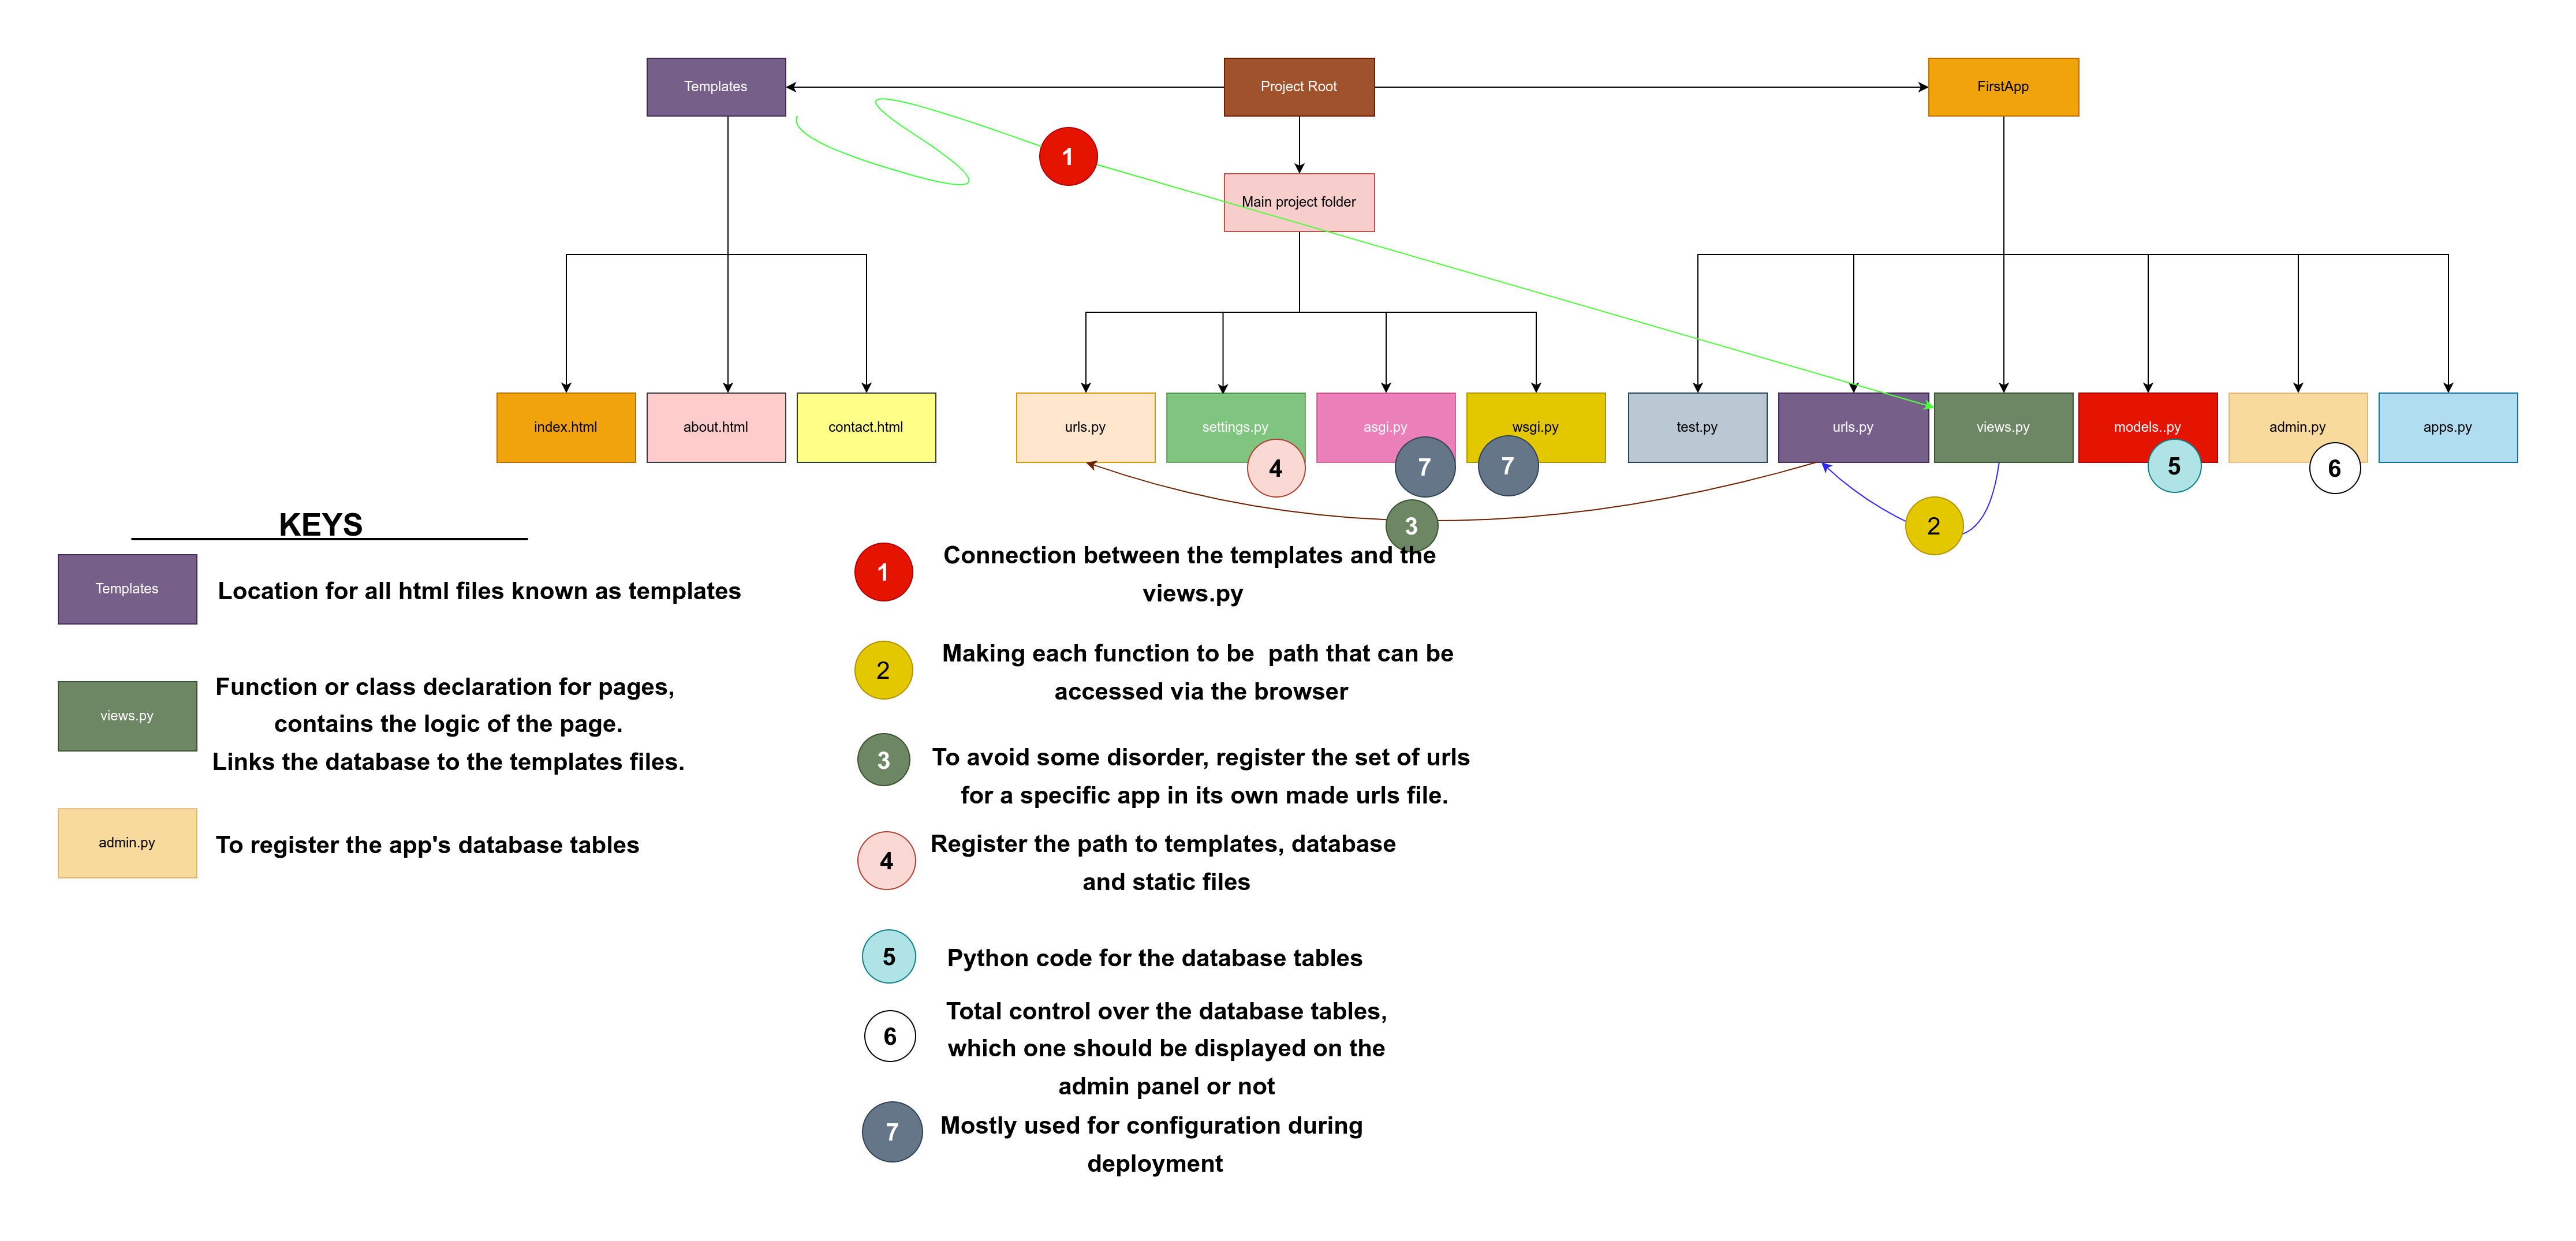 Templates
Project Root
FirstApp
1
Main project folder
index.html
about.html
contact.html
urls.py
settings.py
asgi.py
wsgi.py
test.py
urls.py
views.py
models..py
admin.py
apps.py
4
7
7
5
6
3
2
KEYS
Templates
Location for all html files known as templates
views.py
Function or class declaration for pages,
contains the logic of the page.
Links the database to the templates files.
admin.py
To register the app's database tables
1
Connection between the templates and the
views.py
2
Making each function to be  path that can be
accessed via the browser
3
To avoid some disorder, register the set of urls
for a specific app in its own made urls file.
4
Register the path to templates, database
and static files
5
Python code for the database tables
6
Total control over the database tables,
which one should be displayed on the
admin panel or not
7
Mostly used for configuration during
deployment